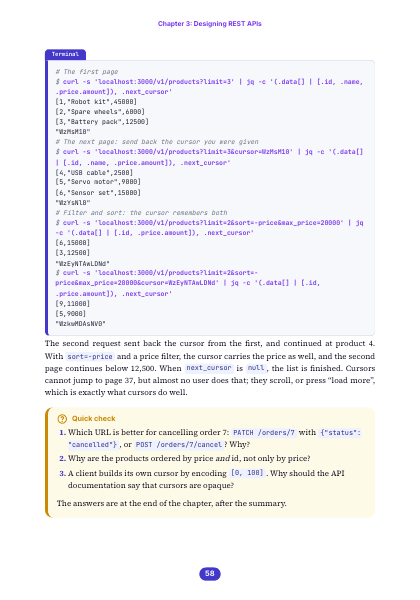 Chapter 3: Designing REST APIs
Terminal
# The first page
$ curl -s 'localhost:3000/v1/products?limit=3' | jq -c '(.data[] | [.id, .name,
.price.amount]), .next_cursor'
[1,"Robot kit",45000]
[2,"Spare wheels",6000]
[3,"Battery pack",12500]
"WzMsM10"
# The next page: send back the cursor you were given
$ curl -s 'localhost:3000/v1/products?limit=3&cursor=WzMsM10' | jq -c '(.data[]
| [.id, .name, .price.amount]), .next_cursor'
[4,"USB cable",2500]
[5,"Servo motor",9000]
[6,"Sensor set",15000]
"WzYsNl0"
# Filter and sort: the cursor remembers both
$ curl -s 'localhost:3000/v1/products?limit=2&sort=-price&max_price=20000' | jq
-c '(.data[] | [.id, .price.amount]), .next_cursor'
[6,15000]
[3,12500]
"WzEyNTAwLDNd"
$ curl -s 'localhost:3000/v1/products?limit=2&sort=-
price&max_price=20000&cursor=WzEyNTAwLDNd' | jq -c '(.data[] | [.id,
.price.amount]), .next_cursor'
[9,11000]
[5,9000]
"WzkwMDAsNV0"
The second request sent back the cursor from the first, and continued at product 4.
With sort=-price and a price filter, the cursor carries the price as well, and the second
page continues below 12,500. When next_cursor is null, the list is finished. Cursors
cannot jump to page 37, but almost no user does that; they scroll, or press “load more”,
which is exactly what cursors do well.
Quick check
1. Which URL is better for cancelling order 7: PATCH /orders/7 with {"status":
"cancelled"}, or POST /orders/7/cancel? Why?
2. Why are the products ordered by price and id, not only by price?
3. A client builds its own cursor by encoding [0, 100]. Why should the API
documentation say that cursors are opaque?
The answers are at the end of the chapter, after the summary.
58